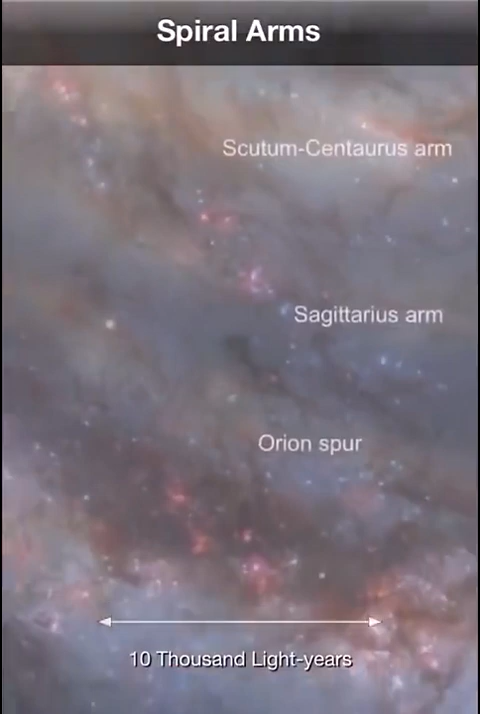 Spiral Arms
Scutum-Centaurus arm
Sagittarius arm
Orion spur
10 Thousand Light-years